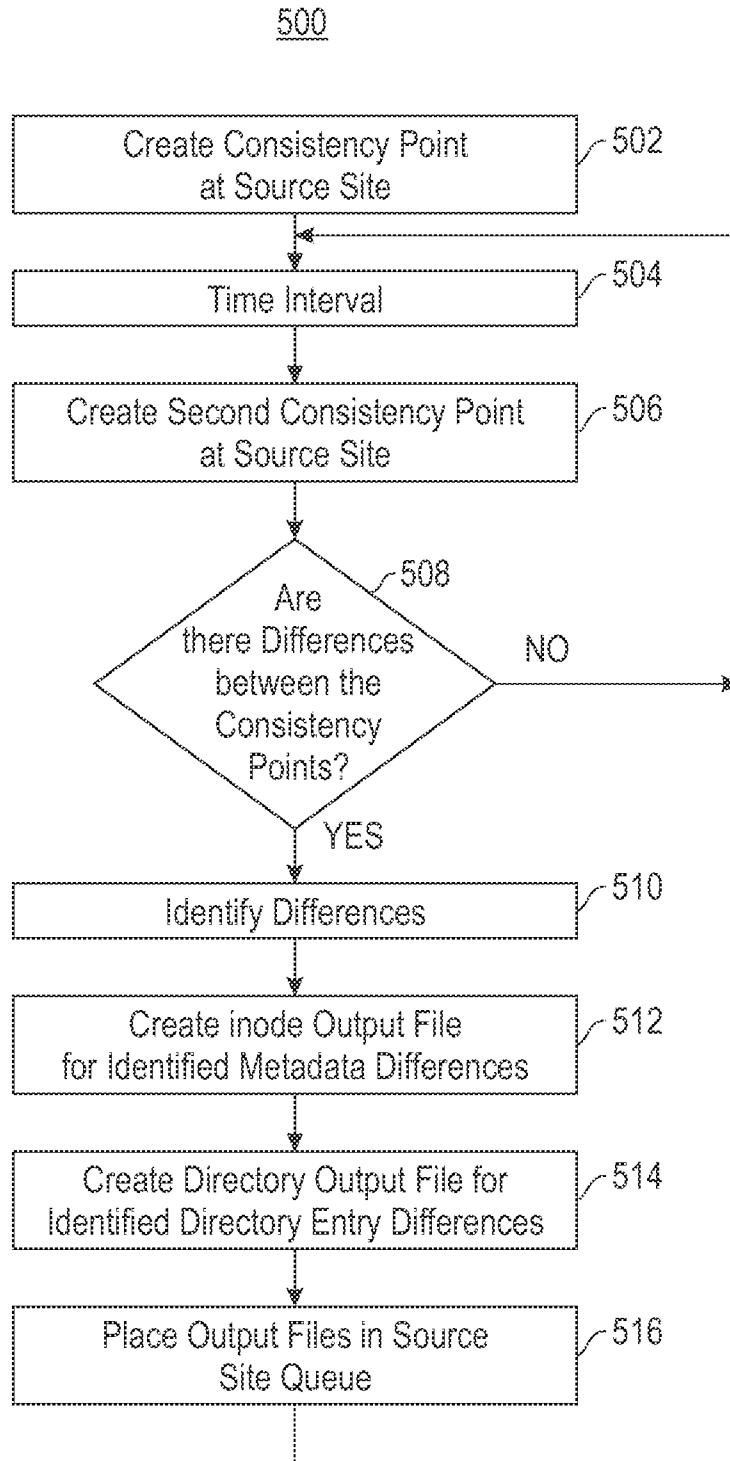 500
Create Consistency Point
at Source Site
502
Time Interval
504
Create Second Consistency Point
at Source Site
506
Are
there Differences
between the
Consistency
Points?
508
NO
YES
Identify Differences
510
Create inode Output File
for Identified Metadada Differences
512
Create Directory Output File for
Identified Directory Entry Differences
514
Place Output Files in Source
Site Queue
516